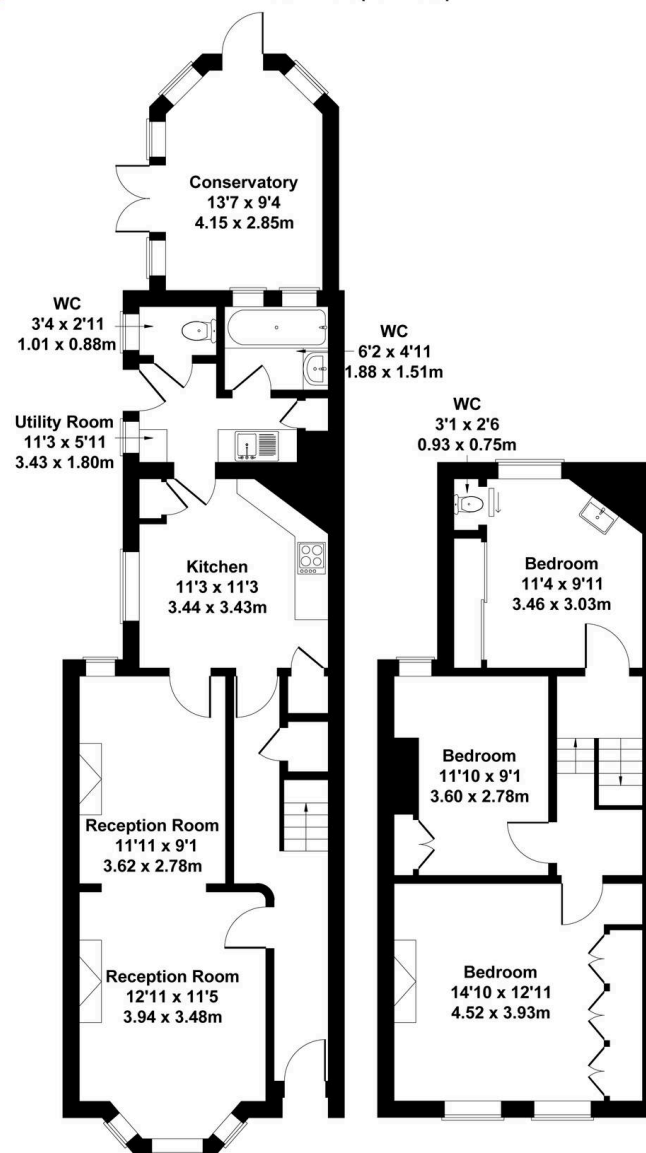 Conservatory
13'7 x 9'4
4.15 x 2.85m
WC
3'4 x 2'11
1.01 x 0.88m
WC
6'2 x 4'11
1.88 x 1.51m
Utility Room
11'3 x 5'11
3.43 x 1.80m
WC
3'1 x 2'6
0.93 x 0.75m
Kitchen
11'3 x 11'3
3.44 x 3.43m
Bedroom
11'4 x 9'11
3.46 x 3.03m
Reception Room
11'11 x 9'1
3.62 x 2.78m
Bedroom
11'10 x 9'1
3.60 x 2.78m
Reception Room
12'11 x 11'5
3.94 x 3.48m
Bedroom
14'10 x 12'11
4.52 x 3.93m